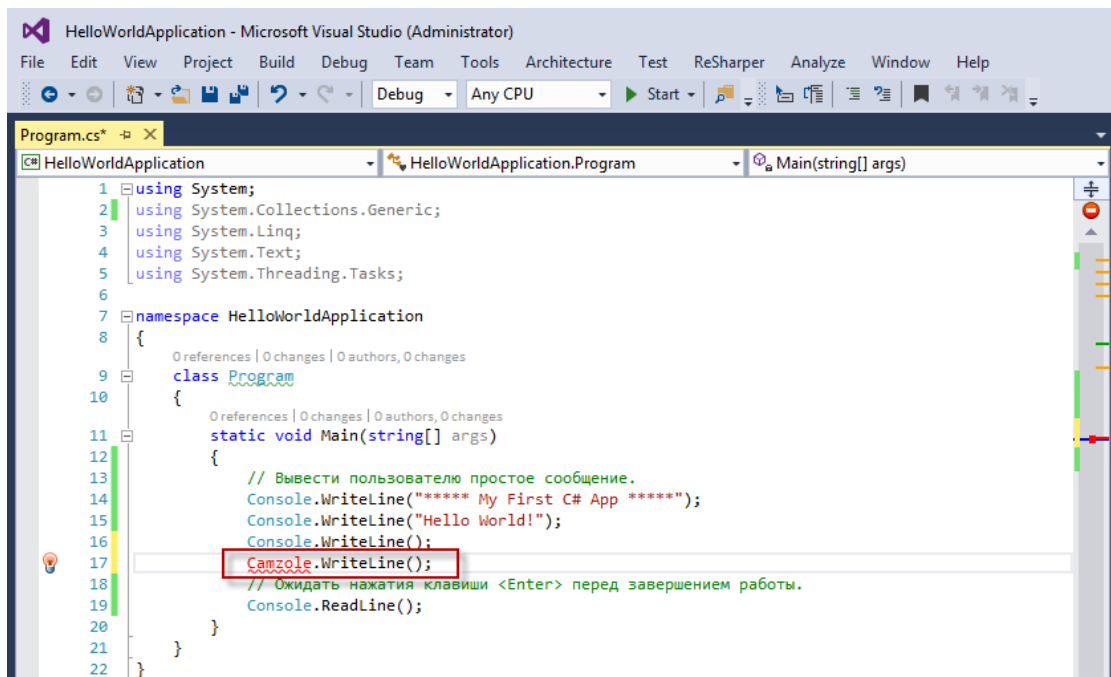 HelloWorldApplication - Microsoft Visual Studio (Administrator)
File Edit View Project Build Debug Team Tools Architecture Test ReSharper Analyze Window Help
Debug Any CPU Start
Program.cs*
C# HelloWorldApplication HelloWorldApplication.Program Main(string[] args)
1 using System;
2 using System.Collections.Generic;
3 using System.Linq;
4 using System.Text;
5 using System.Threading.Tasks;
6
7 namespace HelloWorldApplication
8 {
0 references | 0 changes | 0 authors, 0 changes
9 class Program
10 {
0 references | 0 changes | 0 authors, 0 changes
11 static void Main(string[] args)
12 {
13 // Вывести пользователю простое сообщение.
14 Console.WriteLine("***** My First C# App *****");
15 Console.WriteLine("Hello World!");
16 Console.WriteLine();
17 Camzole.WriteLine();
18 // Ожидать нажатия клавиши <Enter> перед завершением работы.
19 Console.ReadLine();
20 }
21 }
22 }